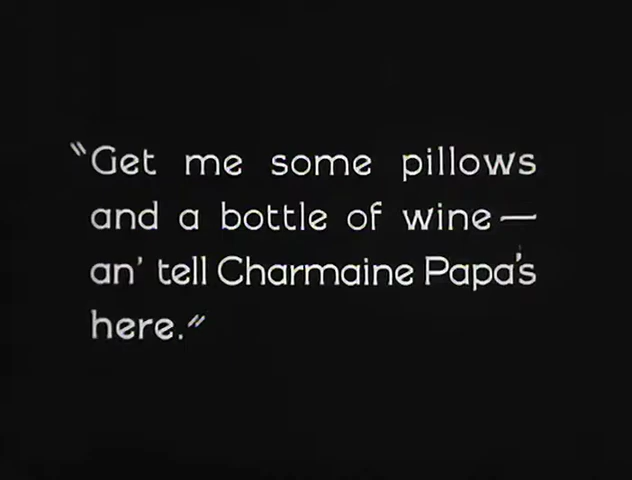 "Get me some pillows
and a bottle of wine—
an' tell Charmaine Papa's
here."